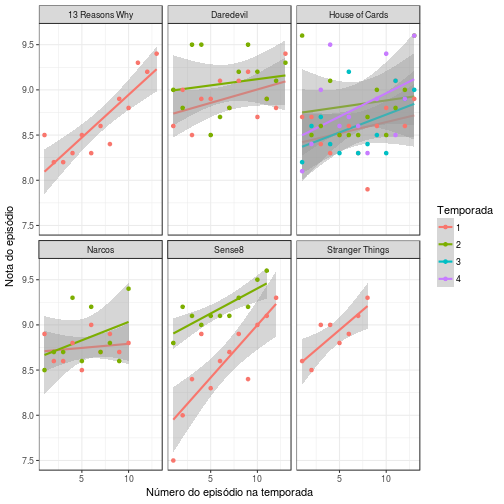 13 Reasons Why
Daredevil
House of Cards
9.5
9.0
8.5
8.0
7.5
Narcos
Sense8
Stranger Things
9.5
9.0
8.5
8.0
7.5
5
10
5
10
5
10
Número do episódio na temporada
Nota do episódio
Temporada
1
2
3
4